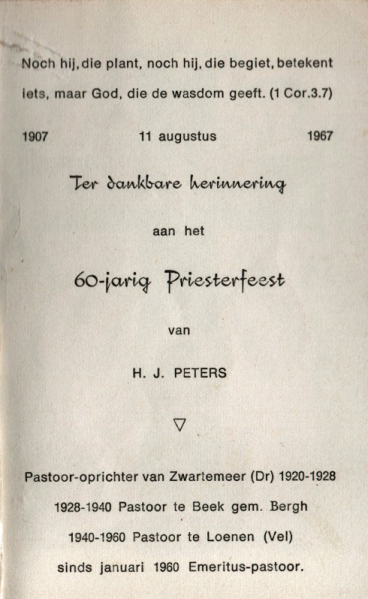 Noch hij, die plant, noch hij, die begiet, betekent
iets, maar God, die de wasdom geeft. (1 Cor.3.7)
1907 11 augustus 1967
Ter dankbare herinnering
aan het
60-jarig Priesterfeest
van
H. J. PETERS
Pastoor-oprichter van Zwartemeer (Dr) 1920-1928
1928-1940 Pastoor te Beek gem. Bergh
1940-1960 Pastoor te Loenen (Vel)
sinds januari 1960 Emeritus-pastoor.